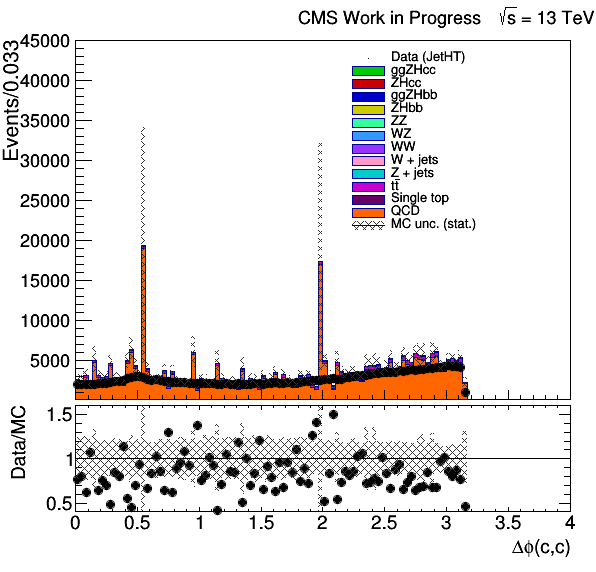 CMS Work in Progress √s = 13 TeV
Events/0.033
45000
40000
35000
30000
25000
20000
15000
10000
5000
Data (JetHT)
ggZHcc
ZHcc
ggZHbb
ZHbb
ZZ
WZ
WW
W + jets
Z + jets
tt̄
Single top
QCD
MC unc. (stat.)
Data/MC
1.5
1
0.5
0 0.5 1 1.5 2 2.5 3 3.5 4
Δϕ(c,c)